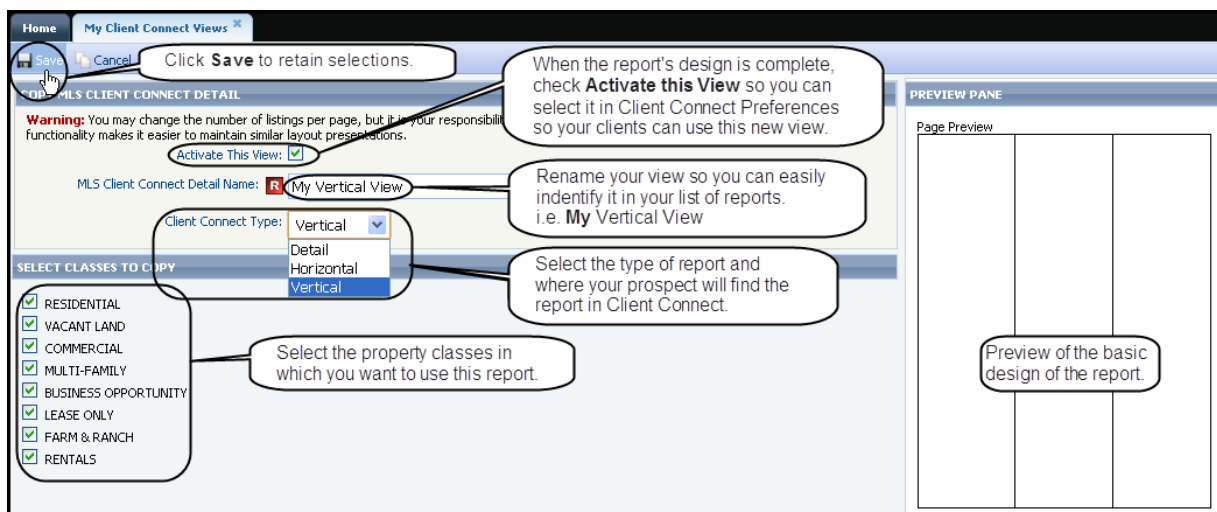 Home My Client Connect Views ×
Save Cancel
Click Save to retain selections.
When the report's design is complete,
check Activate this View so you can
select it in Client Connect Preferences
so your clients can use this new view.
MLS CLIENT CONNECT DETAIL
PREVIEW PANE
Warning: You may change the number of listings per page, but it is your responsibilit
functionality makes it easier to maintain similar layout presentations.
Page Preview
Activate This View:
MLS Client Connect Detail Name: R My Vertical View
Rename your view so you can easily
indentify it in your list of reports.
i.e. My Vertical View
Client Connect Type: Vertical
Detail
Horizontal
Vertical
Select the type of report and
where your prospect will find the
report in Client Connect.
SELECT CLASSES TO COPY
RESIDENTIAL
VACANT LAND
COMMERCIAL
MULTI-FAMILY
BUSINESS OPPORTUNITY
LEASE ONLY
FARM & RANCH
RENTALS
Select the property classes in
which you want to use this report.
Preview of the basic
design of the report.